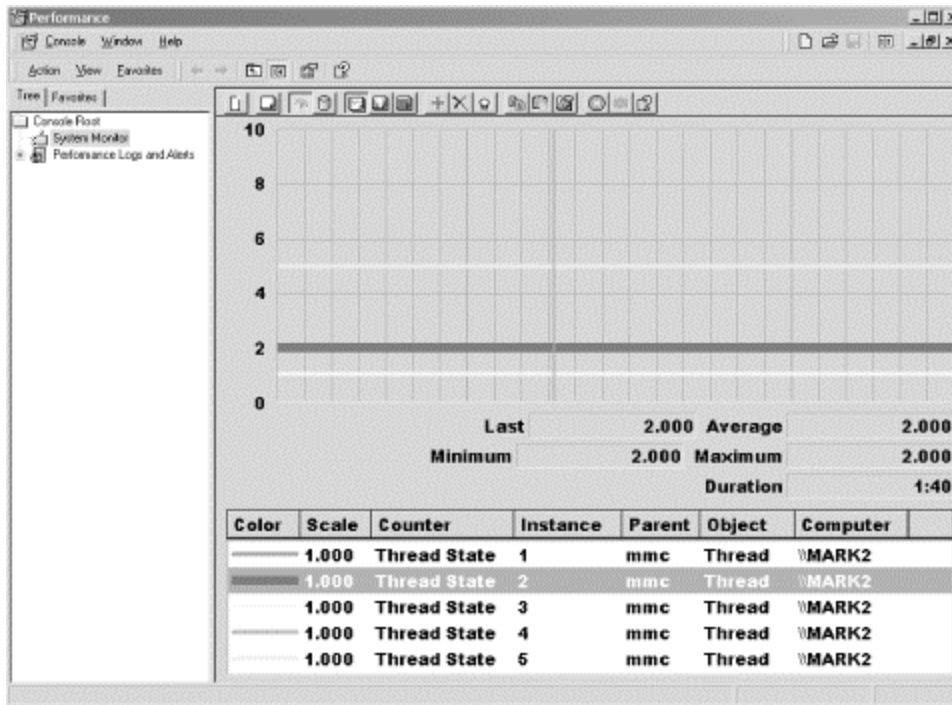 Performance
Console Window Help
Action View Favorites
Tree Favorites
Console Root
System Monitor
Performance Logs and Alerts
10
8
6
4
2
0
Last 2.000 Average 2.000
Minimum 2.000 Maximum 2.000
Duration 1:40
Color Scale Counter Instance Parent Object Computer
1.000 Thread State 1 mmc Thread \\MARK2
1.000 Thread State 2 mmc Thread \\MARK2
1.000 Thread State 3 mmc Thread \\MARK2
1.000 Thread State 4 mmc Thread \\MARK2
1.000 Thread State 5 mmc Thread \\MARK2